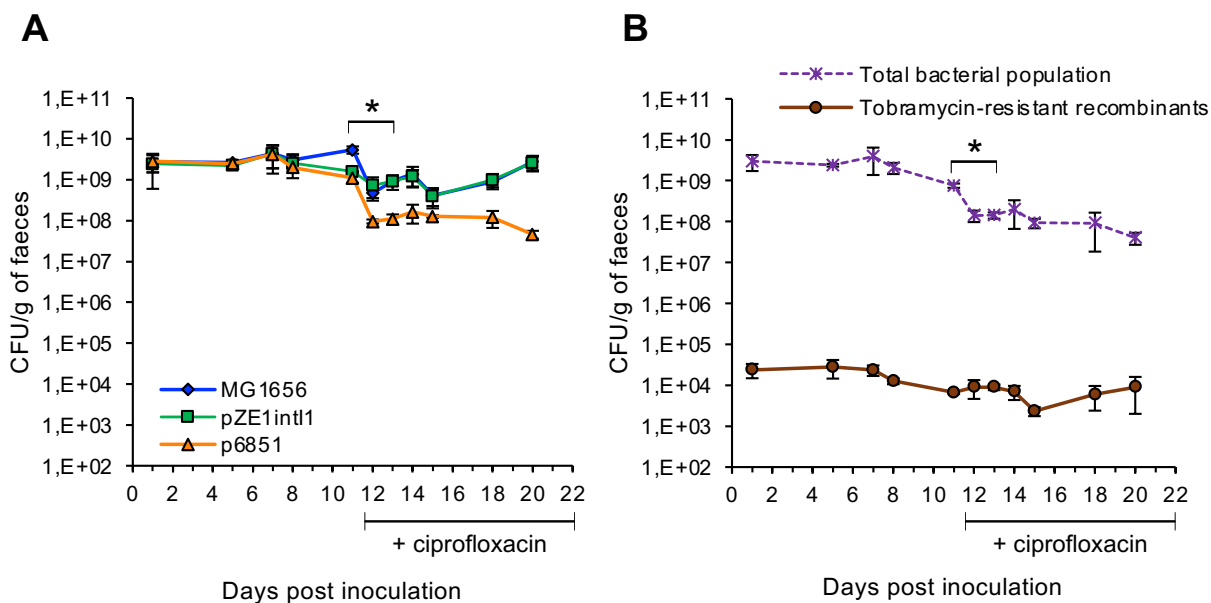 A
CFU/g of faeces
1,E+11
1,E+10
1,E+09
1,E+08
1,E+07
1,E+06
1,E+05
1,E+04
1,E+03
1,E+02
*
MG1656
pZE1intI1
p6851
0 2 4 6 8 10 12 14 16 18 20 22
+ ciprofloxacin
Days post inoculation
B
Total bacterial population
Tobramycin-resistant recombinants
CFU/g of faeces
1,E+11
1,E+10
1,E+09
1,E+08
1,E+07
1,E+06
1,E+05
1,E+04
1,E+03
1,E+02
*
0 2 4 6 8 10 12 14 16 18 20 22
+ ciprofloxacin
Days post inoculation